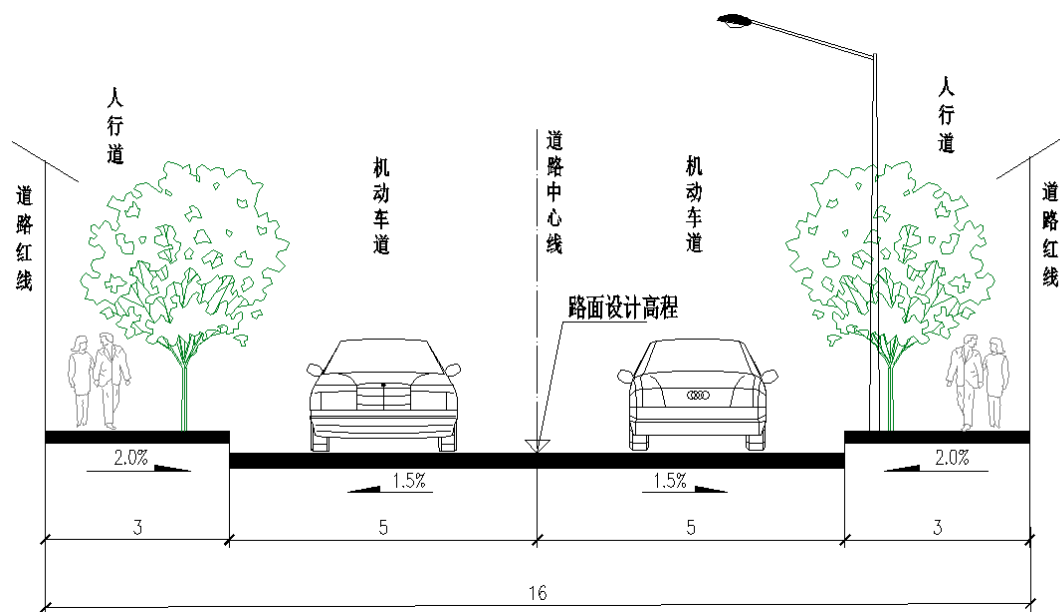 人行道
人行道
机动车道
道路中心线
机动车道
道路红线
道路红线
路面设计高程
2.0%
2.0%
1.5%
1.5%
3
5
5
3
16